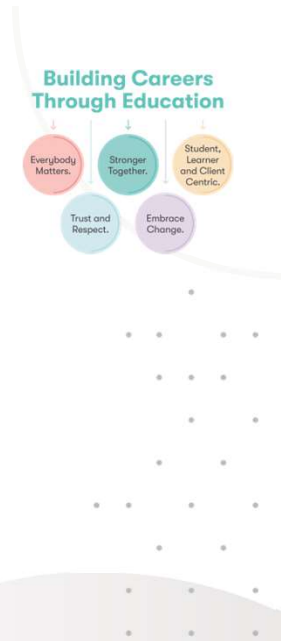 Building Careers
Through Education
Everybody
Matters.
Stronger
Together.
Student,
Learner
and Client
Centric.
Trust and
Respect.
Embrace
Change.